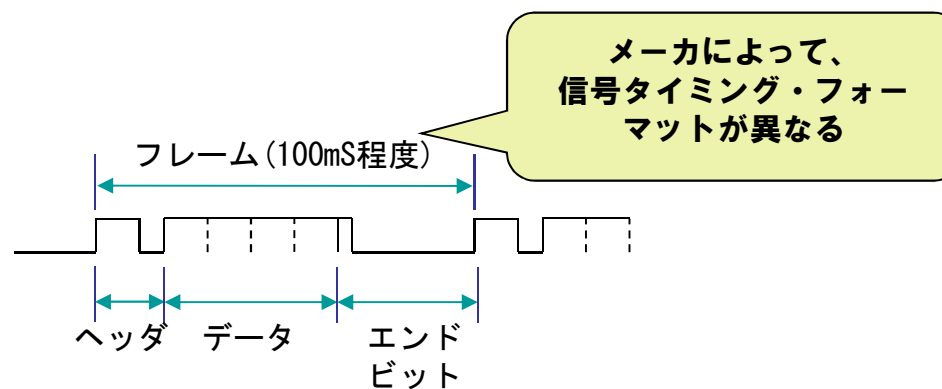 メーカによって、
信号タイミング・フォー
マットが異なる
フレーム(100mS程度)
ヘッダ データ エンド
ビット